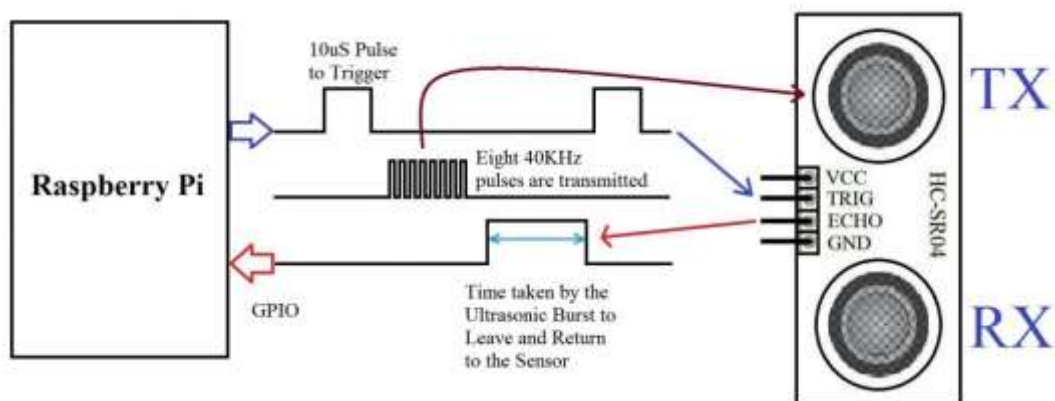 10uS Pulse
to Trigger
TX
Raspberry Pi
Eight 40KHz
pulses are transmitted
VCC
TRIG
ECHO
GND
HC-SR04
GPIO
Time taken by the
Ultrasonic Burst to
Leave and Return
to the Sensor
RX